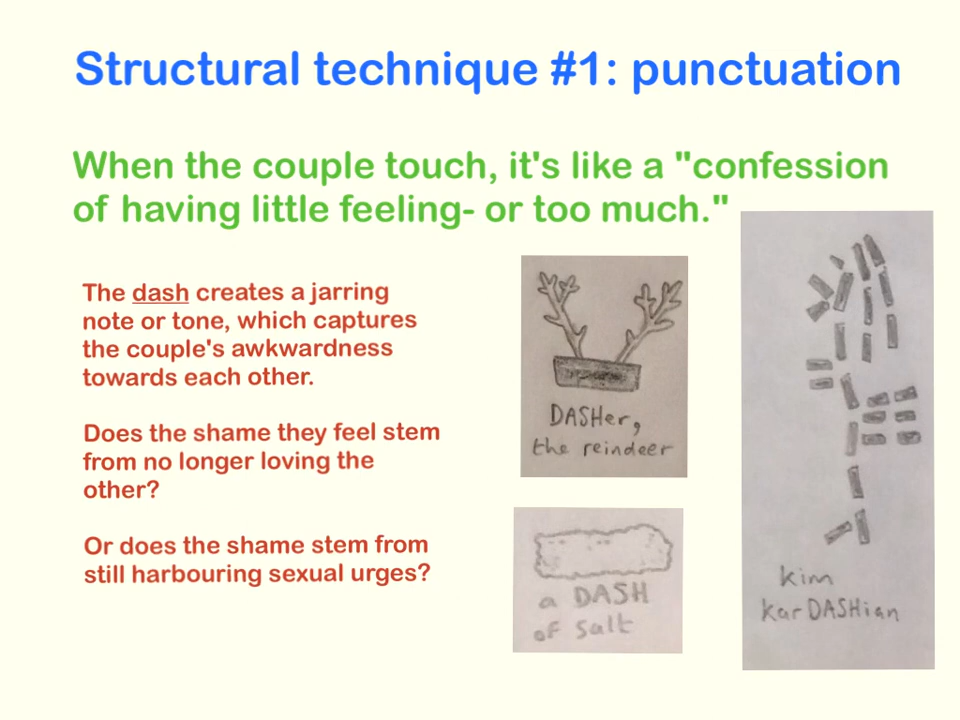 Structural technique #1: punctuation
When the couple touch, it's like a "confession
of having little feeling- or too much."
The dash creates a jarring
note or tone, which captures
the couple's awkwardness
towards each other.
Does the shame they feel stem
from no longer loving the
other?
Or does the shame stem from
still harbouring sexual urges?
DASHer,
the reindeer
a DASH
of salt
kim
karDASHian